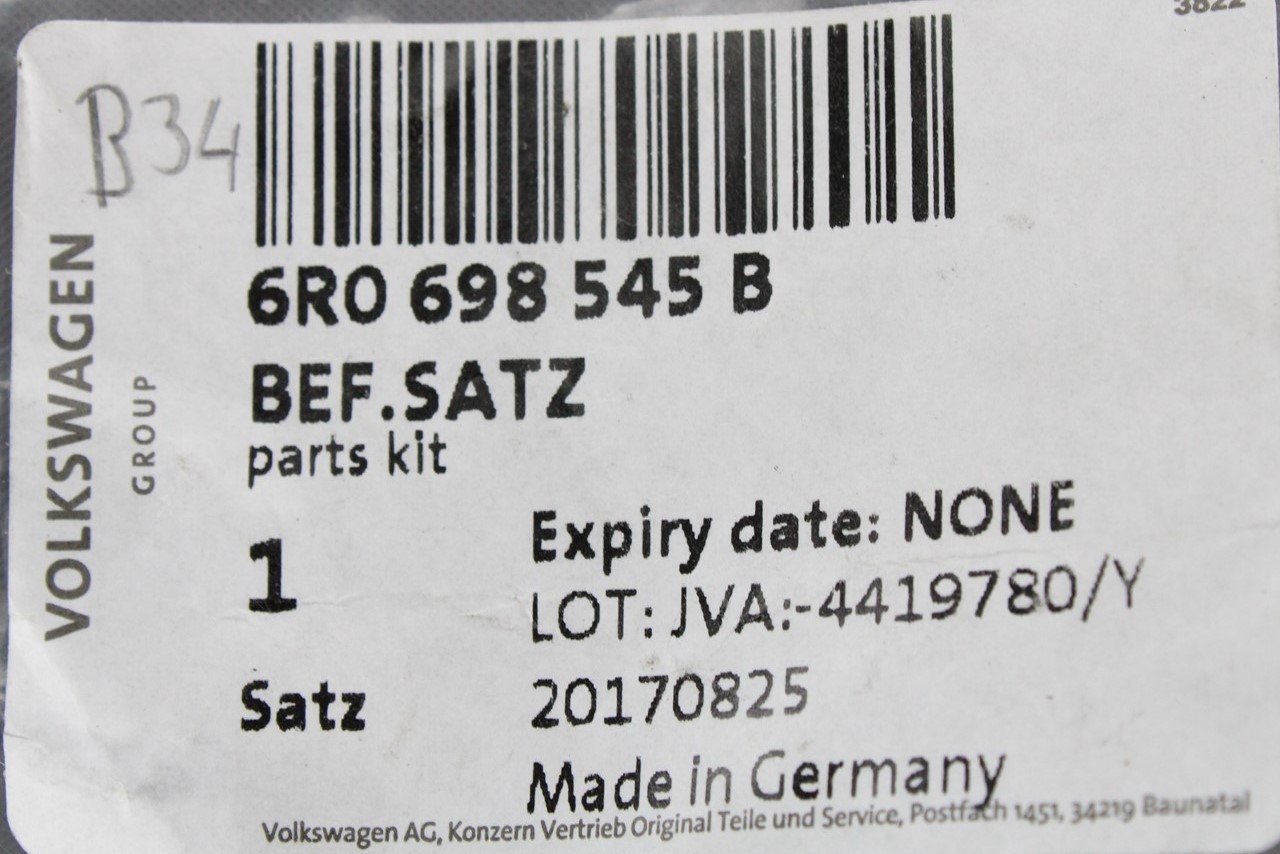 3822
B34
6R0 698 545 B
BEF.SATZ
parts kit
1
Expiry date: NONE
LOT: JVA:-4419780/Y
Satz
20170825
Made in Germany
Volkswagen AG, Konzern Vertrieb Original Teile und Service, Postfach 1451, 34219 Baunatal
VOLKSWAGEN
GROUP